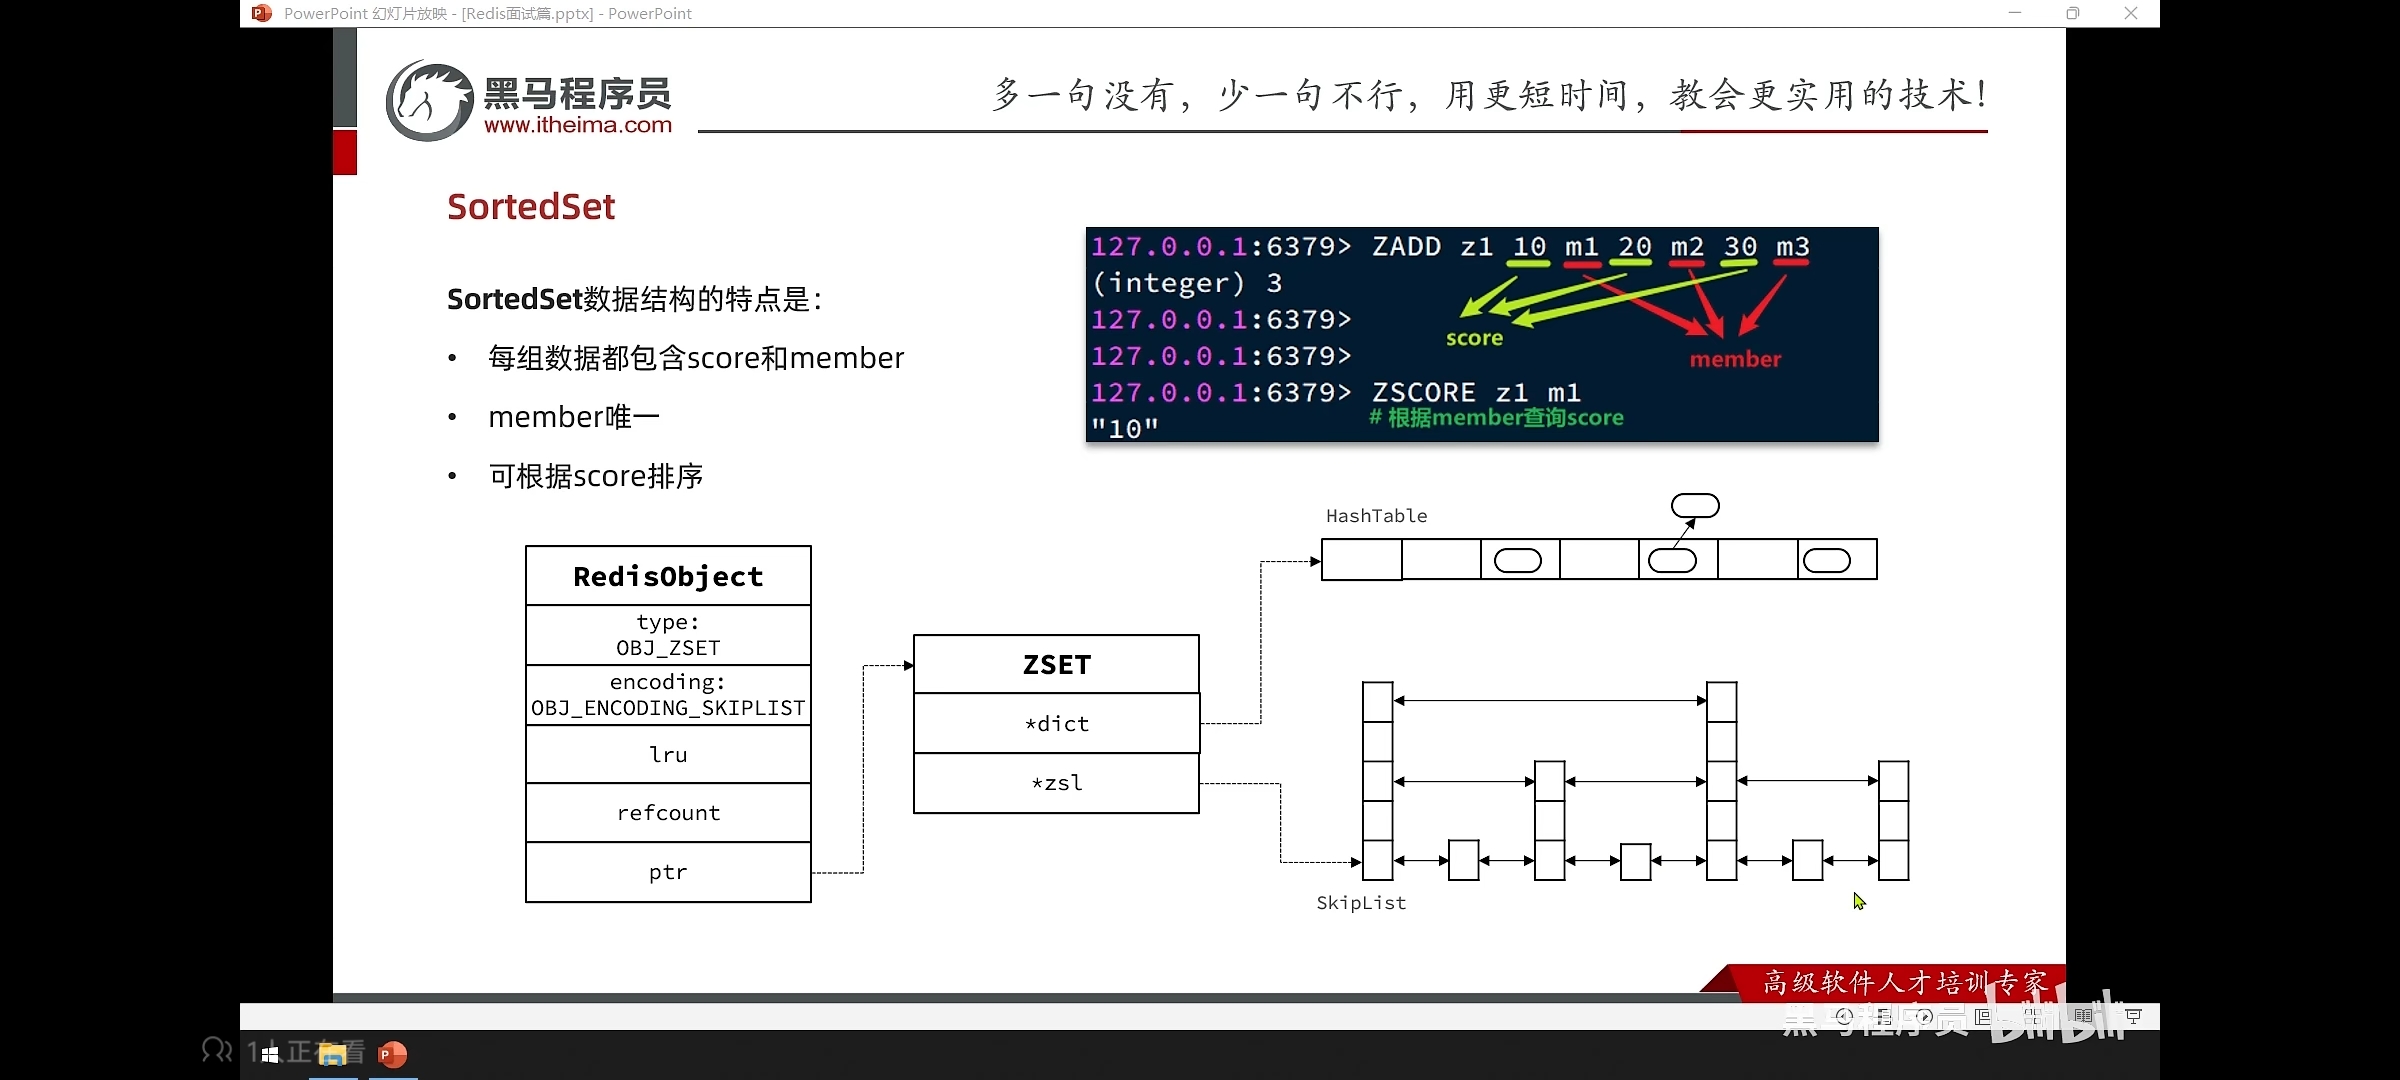 PowerPoint 幻灯片放映 - [Redis面试篇.pptx] - PowerPoint
黑马程序员
www.itheima.com
多一句没有，少一句不行，用更短时间，教会更实用的技术！
SortedSet
SortedSet数据结构的特点是：
• 每组数据都包含score和member
• member唯一
• 可根据score排序
127.0.0.1:6379> ZADD z1 10 m1 20 m2 30 m3
(integer) 3
127.0.0.1:6379>
score
127.0.0.1:6379>
member
127.0.0.1:6379> ZSCORE z1 m1
# 根据member查询score
"10"
HashTable
RedisObject
type:
OBJ_ZSET
encoding:
OBJ_ENCODING_SKIPLIST
lru
refcount
ptr
ZSET
*dict
*zsl
SkipList
高级软件人才培训专家
黑马程序员 bilibili
1人正在看